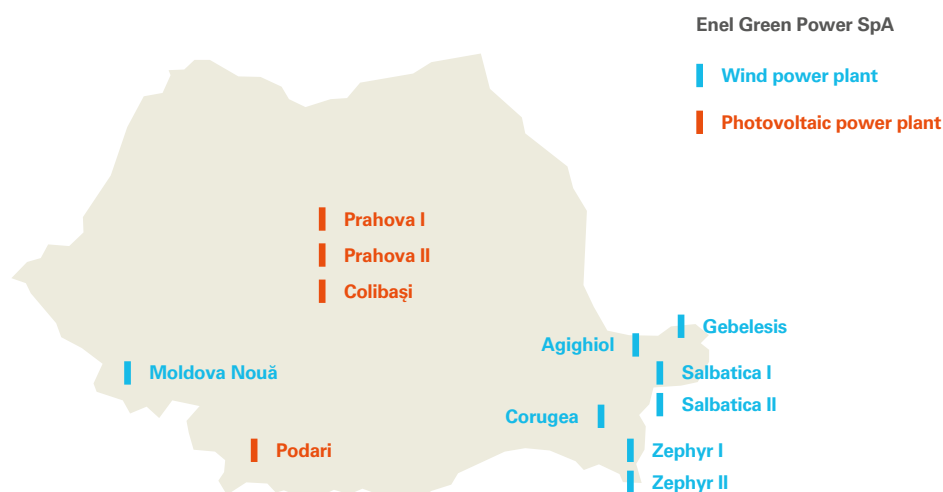 Enel Green Power SpA
Wind power plant
Photovoltaic power plant
Prahova I
Prahova II
Colibaşi
Gebelesis
Agighiol
Moldova Nouă
Salbatica I
Salbatica II
Corugea
Podari
Zephyr I
Zephyr II